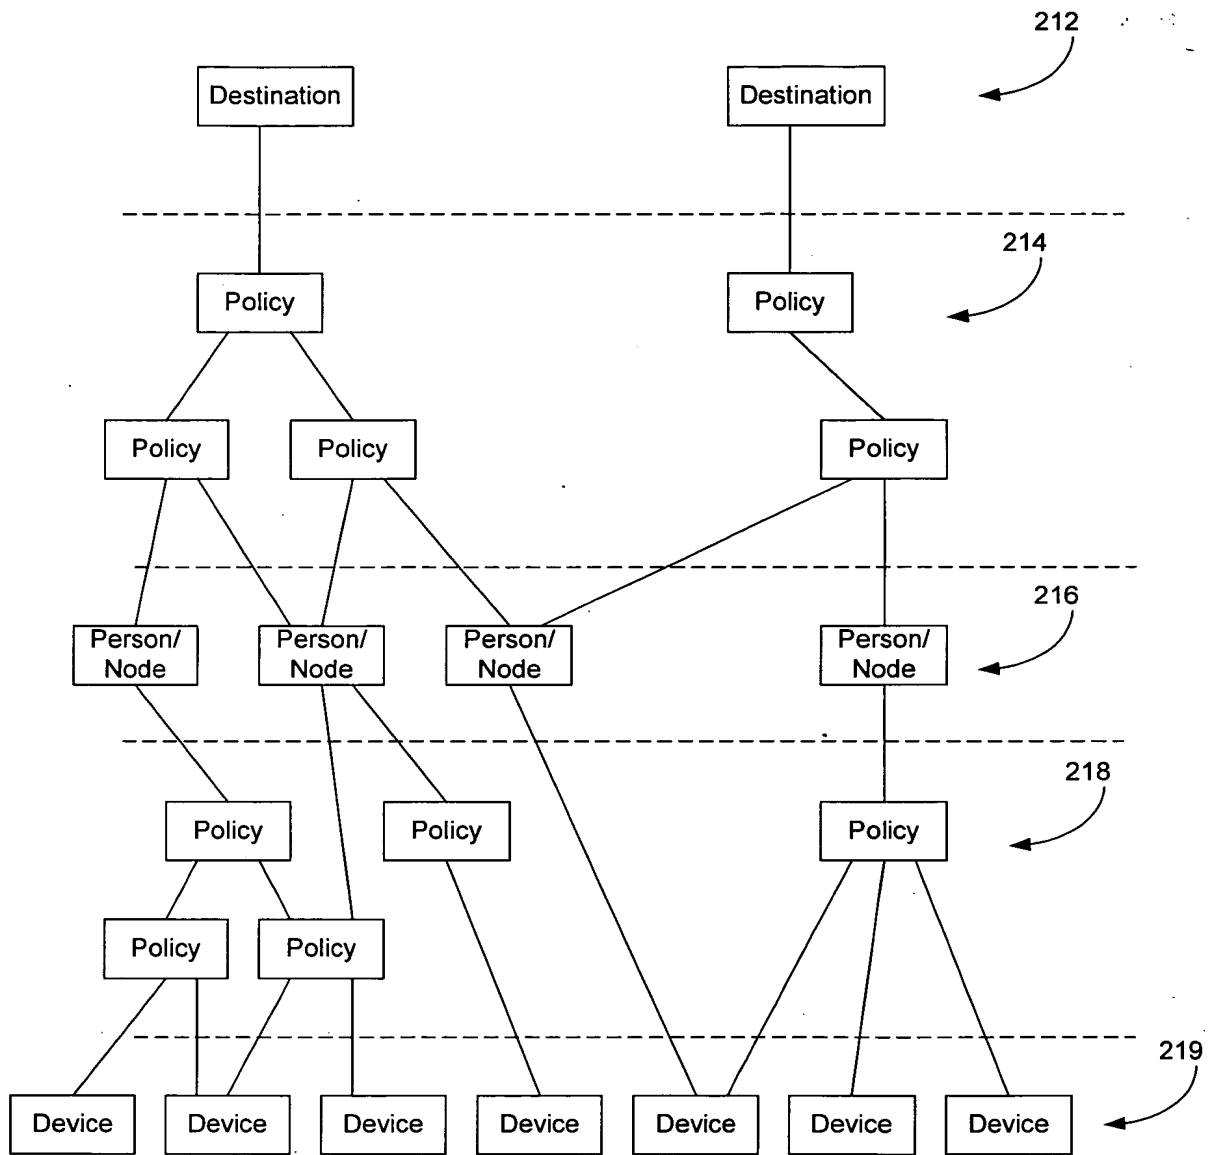 212
Destination
Destination
214
Policy
Policy
Policy
Policy
Policy
216
Person/
Node
Person/
Node
Person/
Node
Person/
Node
218
Policy
Policy
Policy
Policy
Policy
219
Device
Device
Device
Device
Device
Device
Device